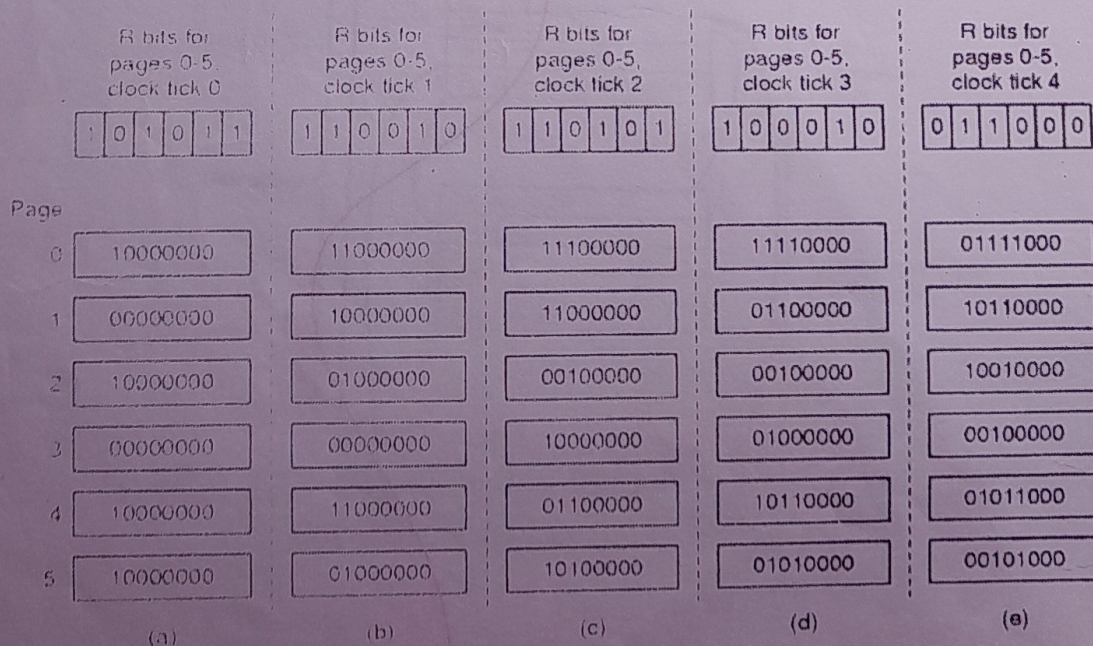 R bits for
pages 0-5,
clock tick 0
R bits for
pages 0-5,
clock tick 1
R bits for
pages 0-5,
clock tick 2
R bits for
pages 0-5,
clock tick 3
R bits for
pages 0-5,
clock tick 4
1 0 1 0 1 1
1 1 0 0 1 0
1 1 0 1 0 1
1 0 0 0 1 0
0 1 1 0 0 0
Page
0 10000000 11000000 11100000 11110000 01111000
1 00000000 10000000 11000000 01100000 10110000
2 10000000 01000000 00100000 00100000 10010000
3 00000000 00000000 10000000 01000000 00100000
4 10000000 11000000 01100000 10110000 01011000
5 10000000 01000000 10100000 01010000 00101000
(a) (b) (c) (d) (e)